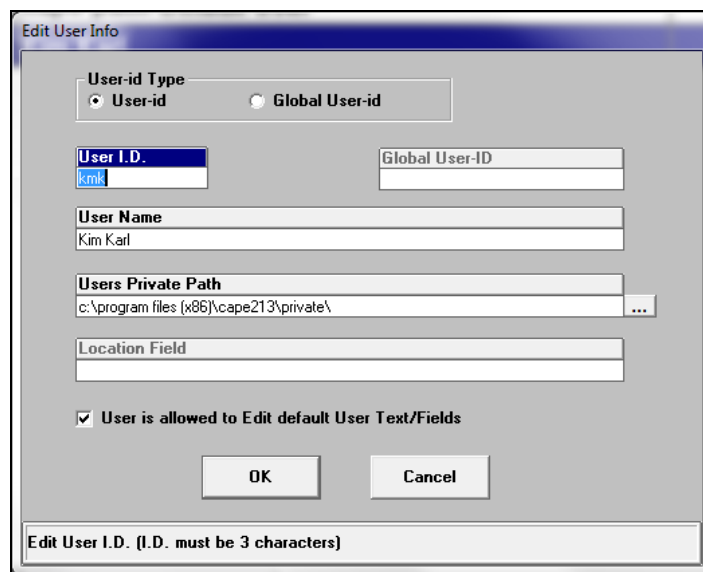 Edit User Info
User-id Type
User-id Global User-id
User I.D. Global User-ID
kmk
User Name
Kim Karl
Users Private Path
c:\program files (x86)\cape213\private\
...
Location Field
User is allowed to Edit default User Text/Fields
OK Cancel
Edit User I.D. (I.D. must be 3 characters)